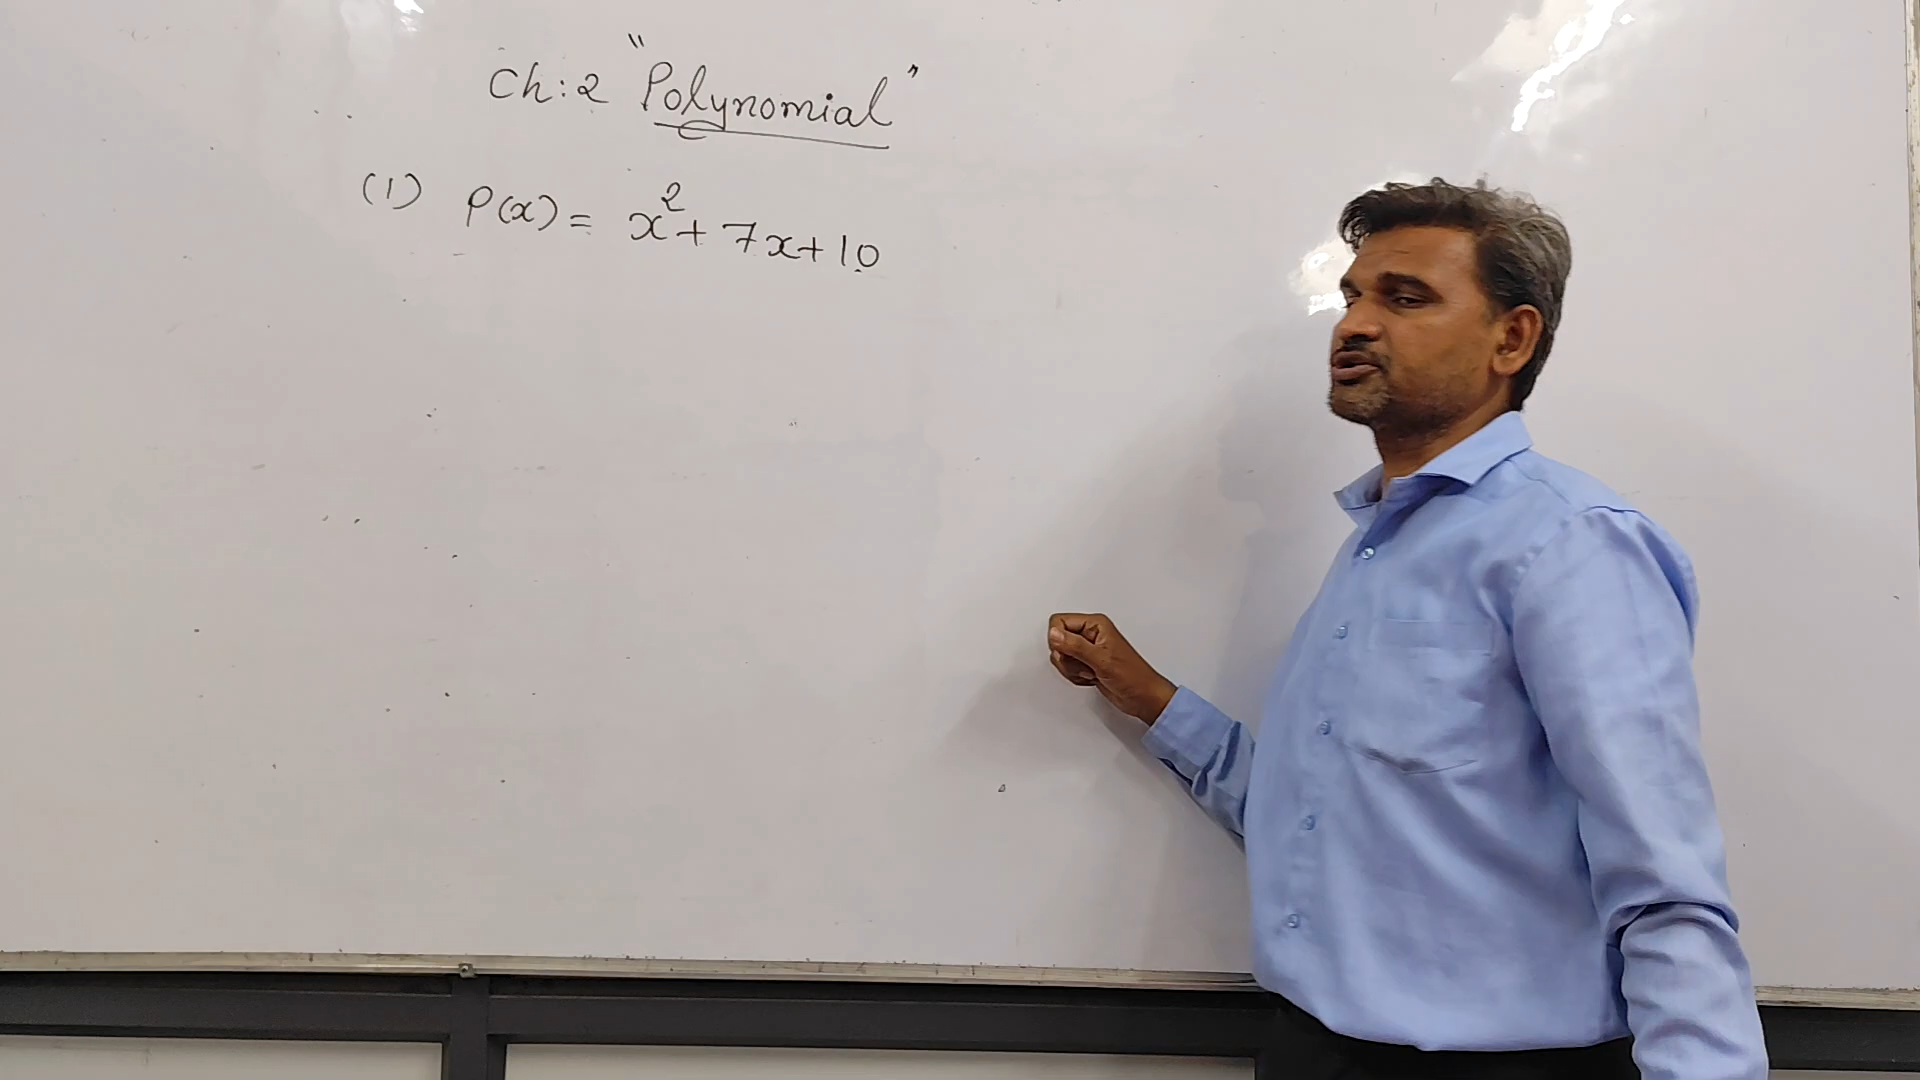 Ch:2 "Polynomial"
(1) P(x) = x² + 7x + 10